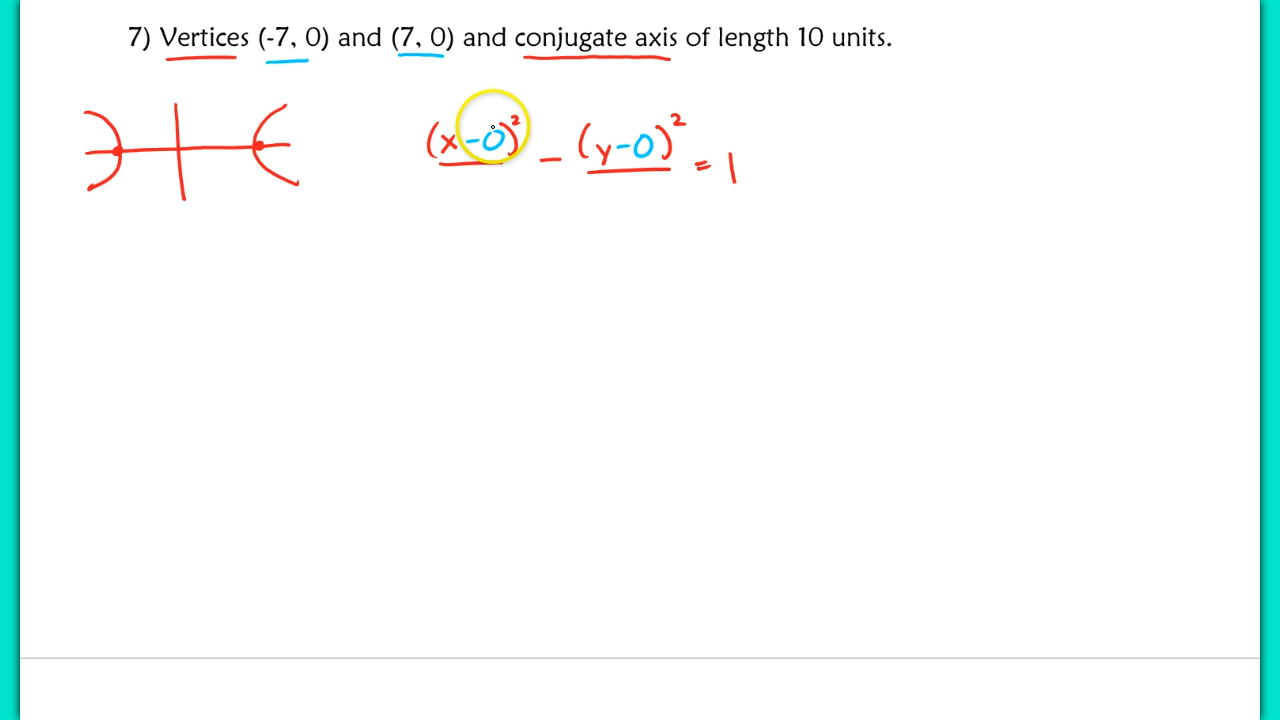 7) Vertices (-7, 0) and (7, 0) and conjugate axis of length 10 units.
(x-0)² - (y-0)² = 1